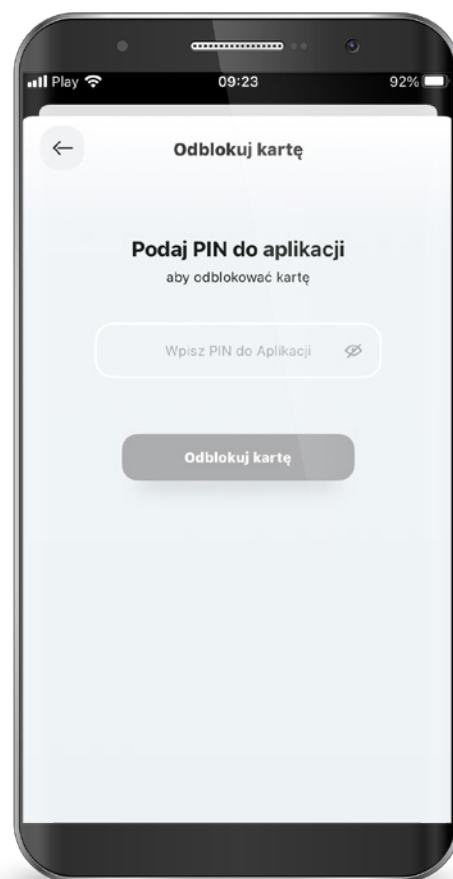 Play 09:23 92%
Odblokuj kartę
Podaj PIN do aplikacji
aby odblokować kartę
Wpisz PIN do Aplikacji
Odblokuj kartę